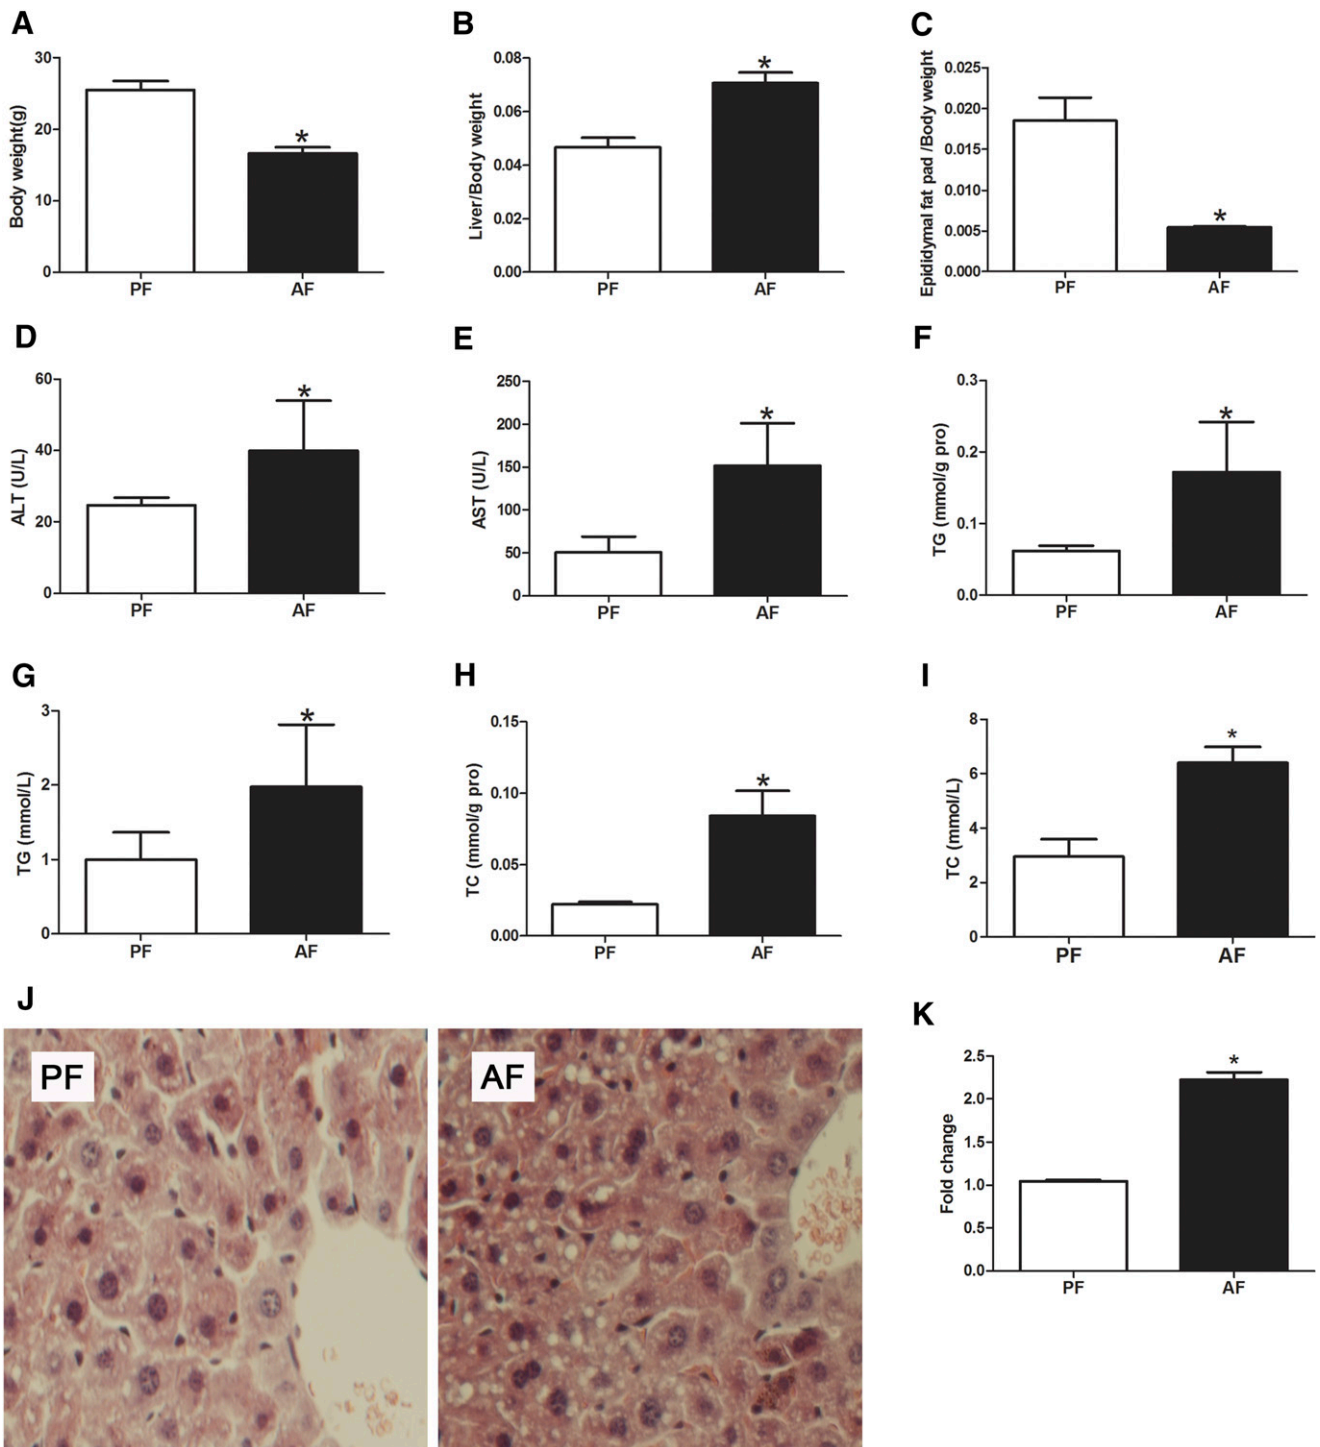 A
Body weight(g)
30
20
10
0
*
PF
AF
B
Liver/Body weight
0.08
0.06
0.04
0.02
0.00
*
PF
AF
C
Epididymal fat pad /Body weight
0.025
0.020
0.015
0.010
0.005
0.000
*
PF
AF
D
ALT (U/L)
60
40
20
0
*
PF
AF
E
AST (U/L)
250
200
150
100
50
0
*
PF
AF
F
TG (mmol/g pro)
0.3
0.2
0.1
0.0
*
PF
AF
G
TG (mmol/L)
3
2
1
0
*
PF
AF
H
TC (mmol/g pro)
0.15
0.10
0.05
0.00
*
PF
AF
I
TC (mmol/L)
8
6
4
2
0
*
PF
AF
J
PF
AF
K
Fold change
2.5
2.0
1.5
1.0
0.5
0.0
*
PF
AF